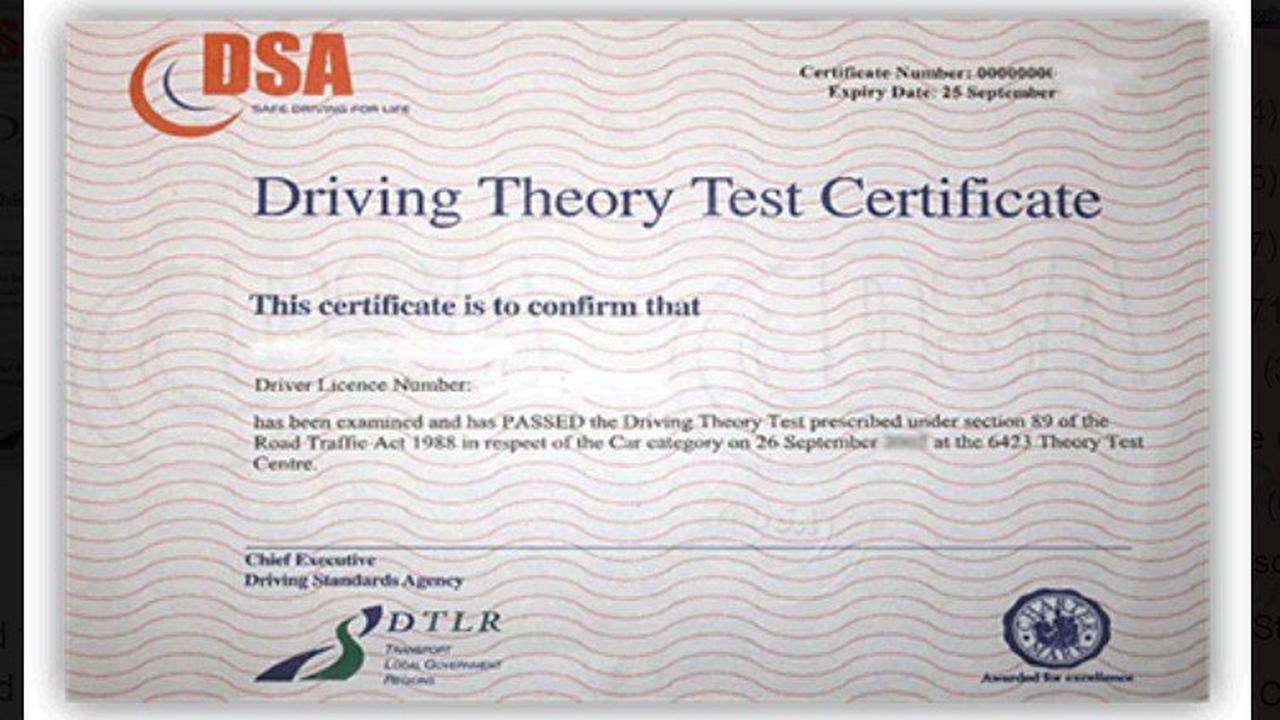 DSA
SAFE DRIVING FOR LIFE
Certificate Number:
Expiry Date: 25 September
Driving Theory Test Certificate
This certificate is to confirm that
Driver Licence Number:
has been examined and has PASSED the Driving Theory Test prescribed under section 89 of the
Road Traffic Act 1988 in respect of the Car category on 26 September at the 6423 Theory Test
Centre.
Chief Executive
Driving Standards Agency
DTLR
TRANSPORT
LOCAL GOVERNMENT
REGIONS
CHARTER
MARK
Awarded for excellence